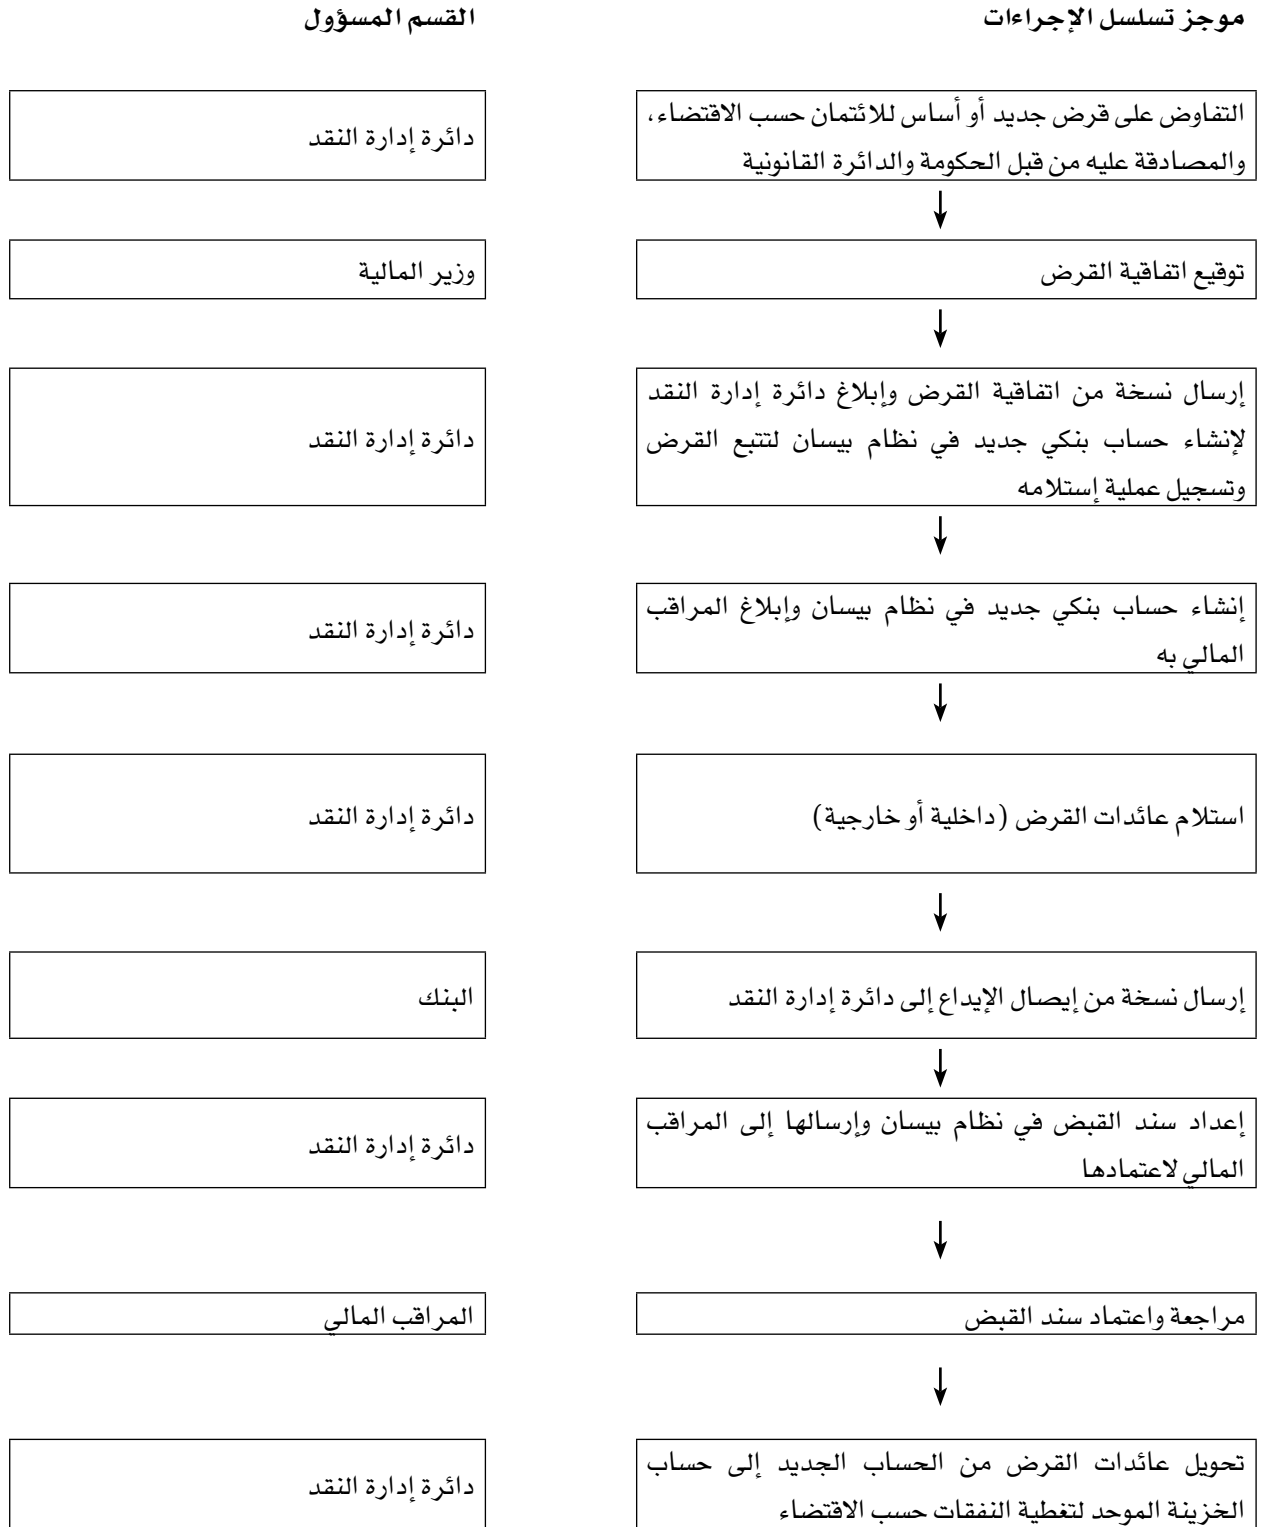 موجز تسلسل الإجراءات
القسم المسؤول
التفاوض على قرض جديد أو أساس للائتمان حسب الاقتضاء،
والمصادقة عليه من قبل الحكومة والدائرة القانونية
دائرة إدارة النقد
توقيع اتفاقية القرض
وزير المالية
إرسال نسخة من اتفاقية القرض وإبلاغ دائرة إدارة النقد
لإنشاء حساب بنكي جديد في نظام بيسان لتتبع القرض
وتسجيل عملية إستلامه
دائرة إدارة النقد
إنشاء حساب بنكي جديد في نظام بيسان وإبلاغ المراقب
المالي به
دائرة إدارة النقد
استلام عائدات القرض (داخلية أو خارجية)
دائرة إدارة النقد
إرسال نسخة من إيصال الإيداع إلى دائرة إدارة النقد
البنك
إعداد سند القبض في نظام بيسان وإرسالها إلى المراقب
المالي لاعتمادها
دائرة إدارة النقد
مراجعة واعتماد سند القبض
المراقب المالي
تحويل عائدات القرض من الحساب الجديد إلى حساب
الخزينة الموحد لتغطية النفقات حسب الاقتضاء
دائرة إدارة النقد